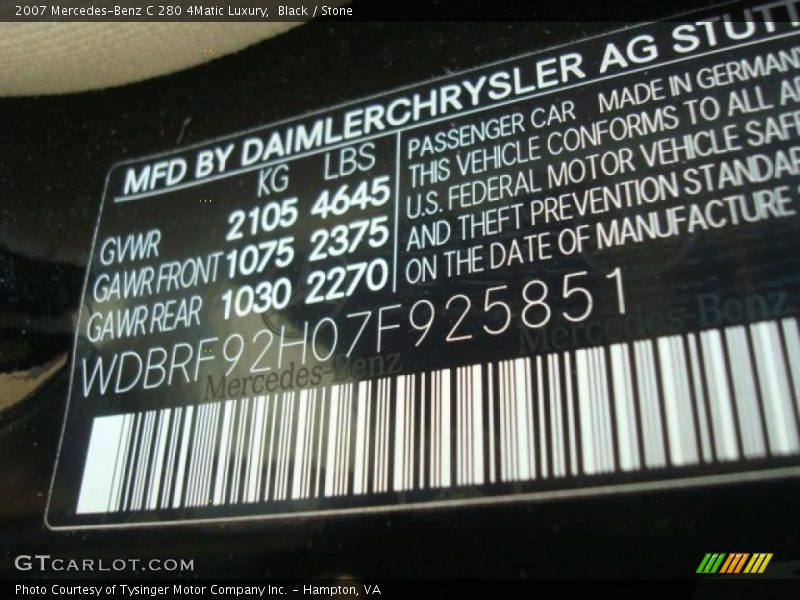 2007 Mercedes-Benz C 280 4Matic Luxury, Black / Stone
MFD BY DAIMLERCHRYSLER AG STUTT
KG LBS
GVWR 2105 4645
GAWR FRONT 1075 2375
GAWR REAR 1030 2270
PASSENGER CAR MADE IN GERMAN
THIS VEHICLE CONFORMS TO ALL
U.S. FEDERAL MOTOR VEHICLE SAF
AND THEFT PREVENTION STANDAR
ON THE DATE OF MANUFACTURE
WDBRF92H07F925851
Mercedes-Benz Mercedes-Benz
GTCARLOT.COM
Photo Courtesy of Tysinger Motor Company Inc. - Hampton, VA